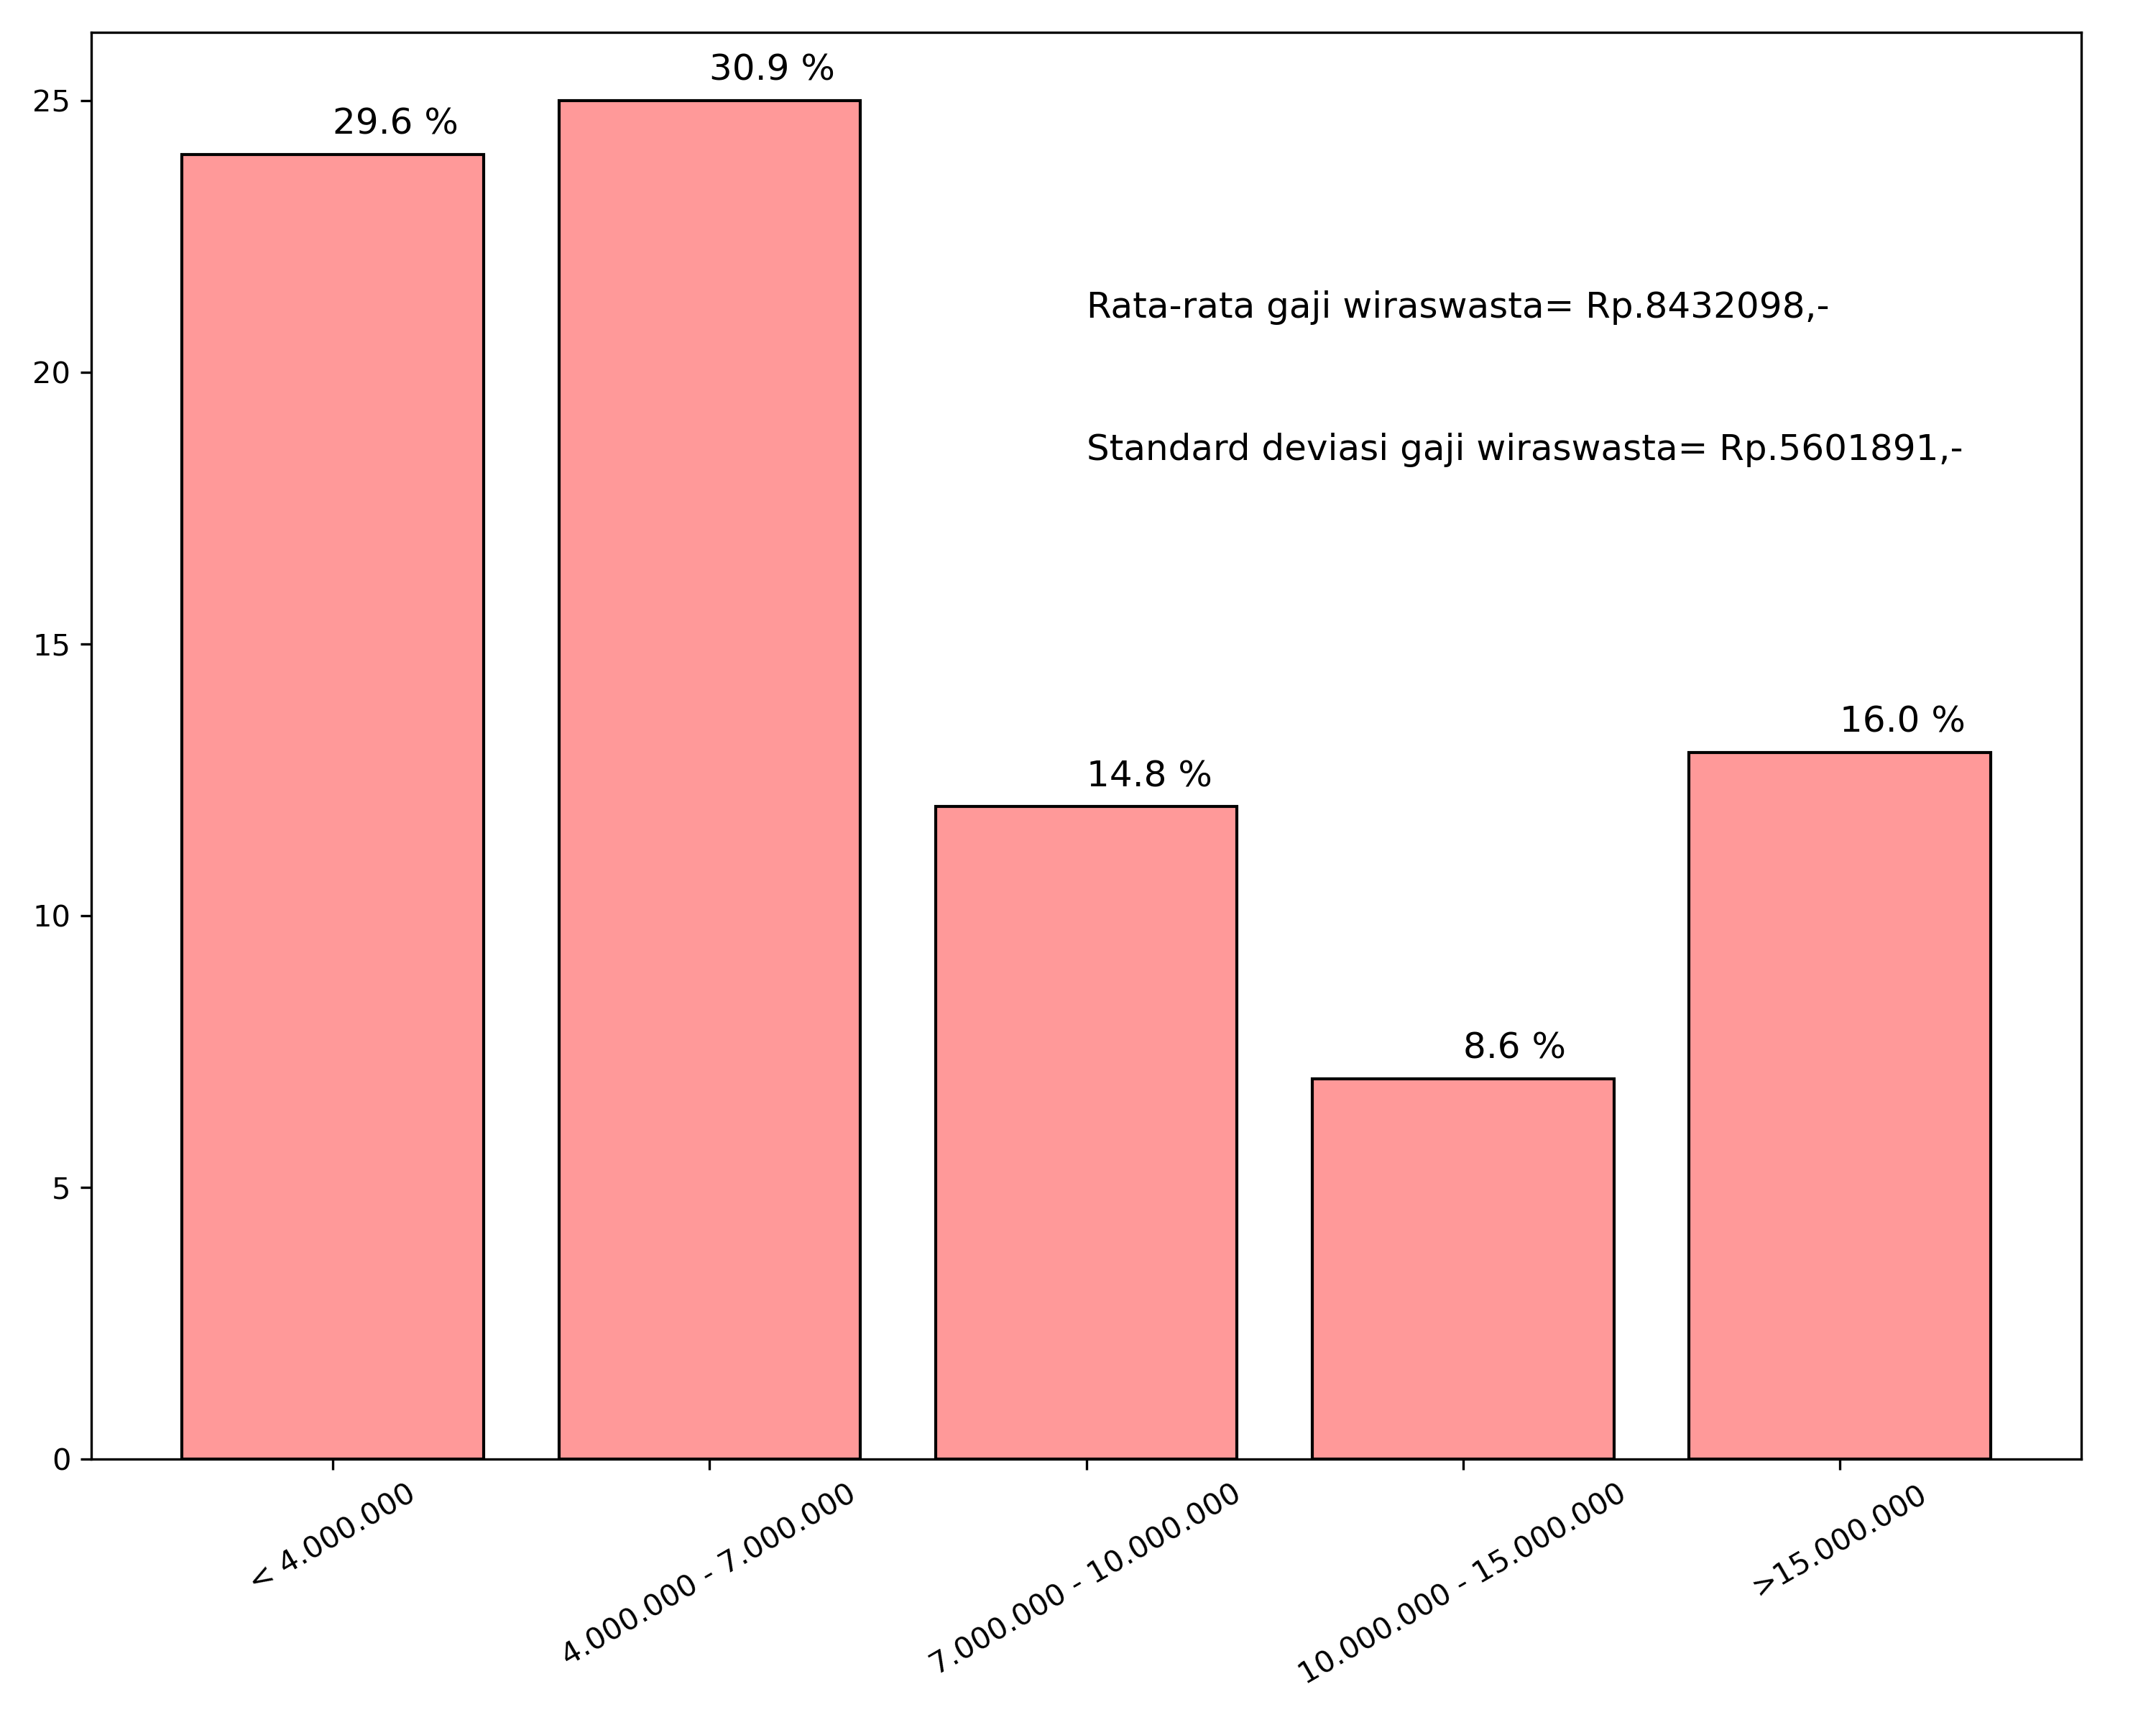 30.9 %
29.6 %
25
Rata-rata gaji wiraswasta= Rp.8432098,-
20
Standard deviasi gaji wiraswasta= Rp.5601891,-
15
16.0 %
14.8 %
10
8.6 %
5
0
< 4.000.000
4.000.000 - 7.000.000
7.000.000 - 10.000.000
10.000.000 - 15.000.000
>15.000.000